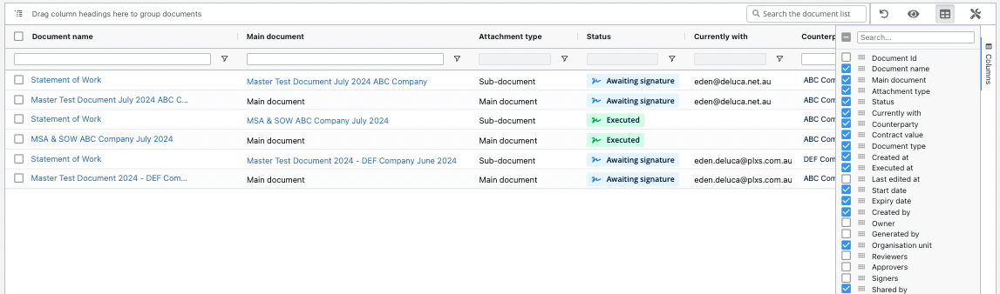 Drag column headings here to group documents
Search the document list
Document name
Main document
Attachment type
Status
Currently with
Counterp
Statement of Work
Master Test Document July 2024 ABC Company
Sub-document
Awaiting signature
eden@deluca.net.au
ABC Com
Master Test Document July 2024 ABC C...
Main document
Main document
Awaiting signature
eden@deluca.net.au
ABC Com
Statement of Work
MSA & SOW ABC Company July 2024
Sub-document
Executed
ABC Com
MSA & SOW ABC Company July 2024
Main document
Main document
Executed
ABC Com
Statement of Work
Master Test Document 2024 - DEF Company June 2024
Sub-document
Awaiting signature
eden.deluca@plxs.com.au
DEF Com
Master Test Document 2024 - DEF Com...
Main document
Main document
Awaiting signature
eden.deluca@plxs.com.au
ABC Com
Search...
Document Id
Document name
Main document
Attachment type
Status
Currently with
Counterparty
Contract value
Document type
Created at
Executed at
Last edited at
Start date
Expiry date
Created by
Owner
Generated by
Organisation unit
Reviewers
Approvers
Signers
Shared by
Columns